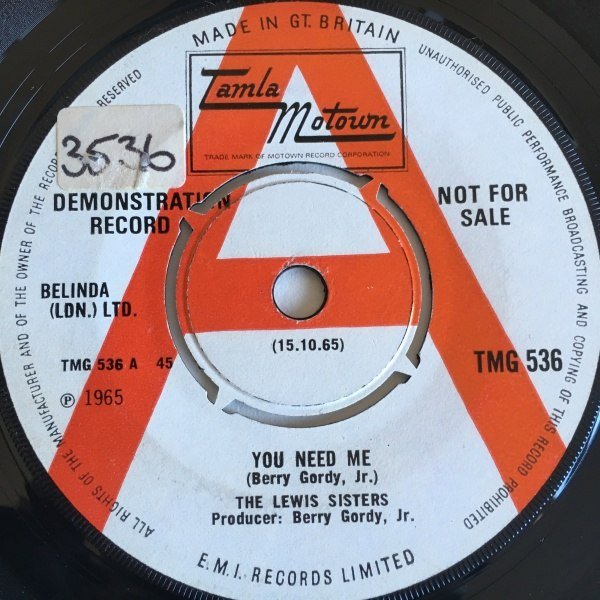 MADE IN GT. BRITAIN
UNAUTHORISED PUBLIC PERFORMANCE BROADCASTING AND COPYING OF THIS RECORD PROHIBITED
ALL RIGHTS OF THE MANUFACTURER AND OF THE OWNER OF THE RECOR
RESERVED
Tamla
Motown
TRADE MARK OF MOTOWN RECORD CORPORATION
3536
DEMONSTRATION
RECORD
NOT FOR
SALE
BELINDA
(LDN.) LTD.
(15.10.65)
TMG 536 A 45
TMG 536
℗ 1965
YOU NEED ME
(Berry Gordy, Jr.)
THE LEWIS SISTERS
Producer: Berry Gordy, Jr.
E.M.I. RECORDS LIMITED